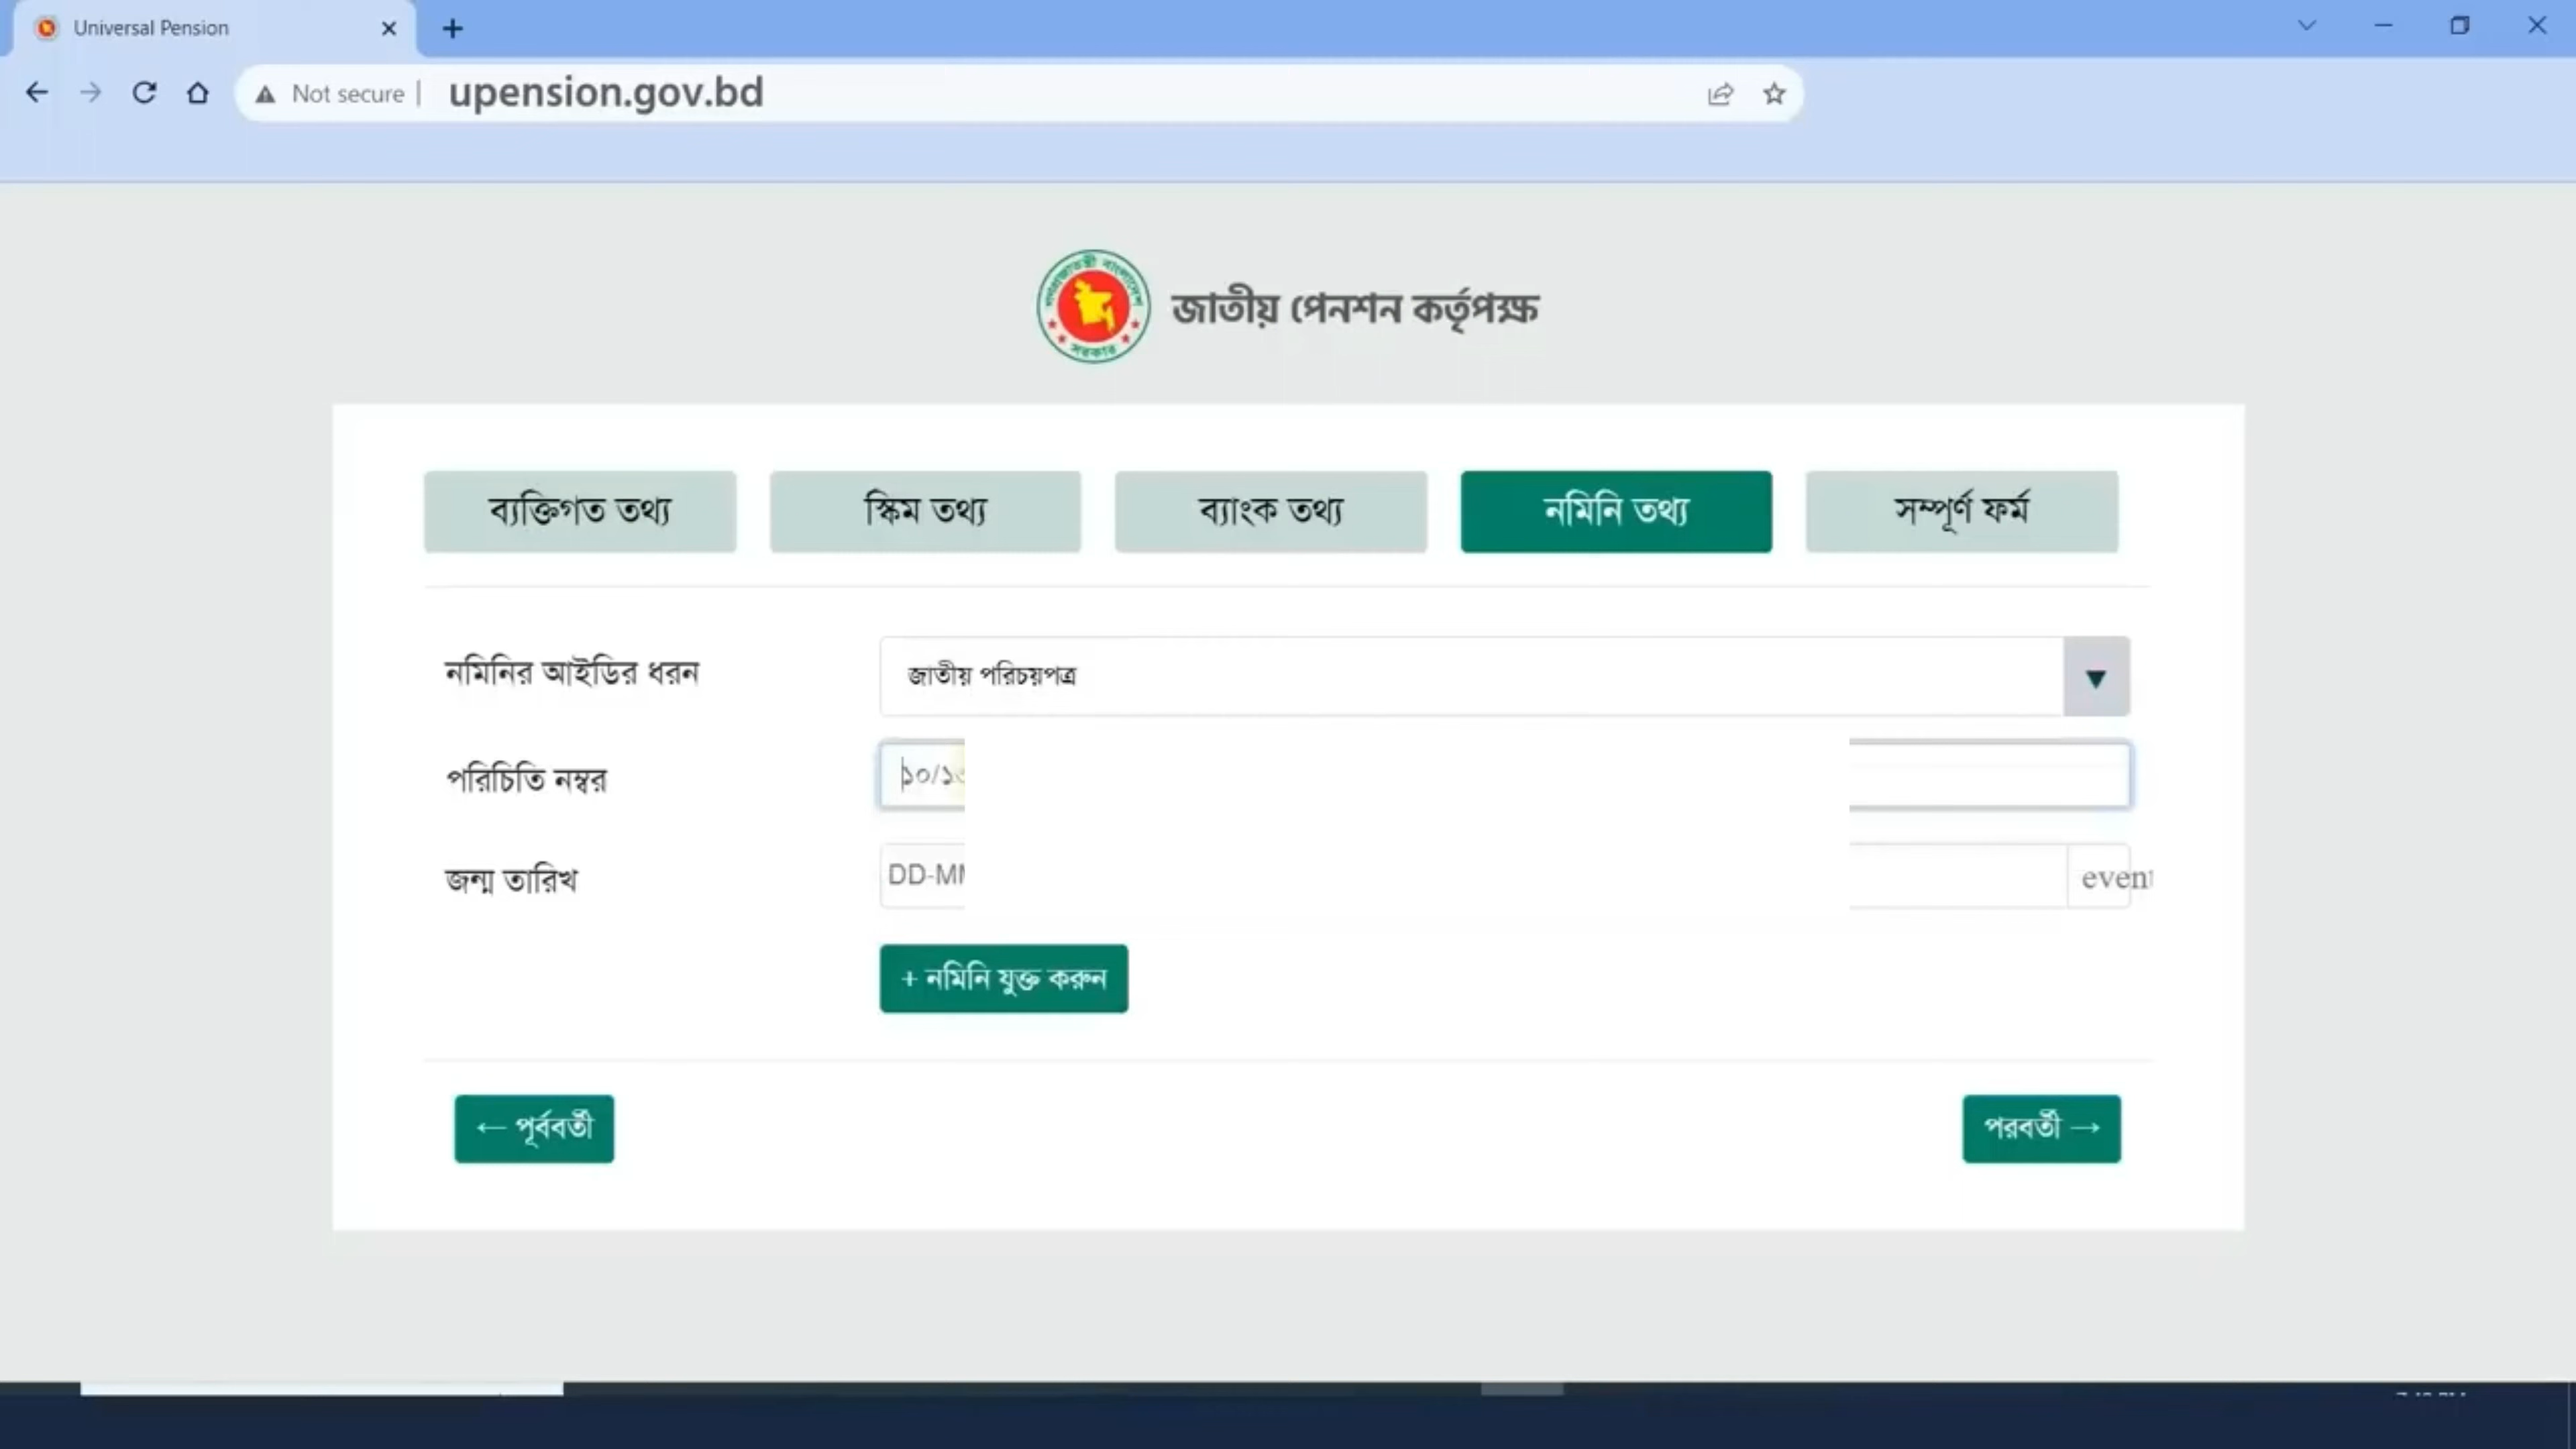 Universal Pension
Not secure
upension.gov.bd
জাতীয় পেনশন কর্তৃপক্ষ
ব্যক্তিগত তথ্য
স্কিম তথ্য
ব্যাংক তথ্য
নমিনি তথ্য
সম্পূর্ণ ফর্ম
নমিনির আইডির ধরন
জাতীয় পরিচয়পত্র
পরিচিতি নম্বর
জন্ম তারিখ
+ নমিনি যুক্ত করুন
← পূর্ববর্তী
পরবর্তী →